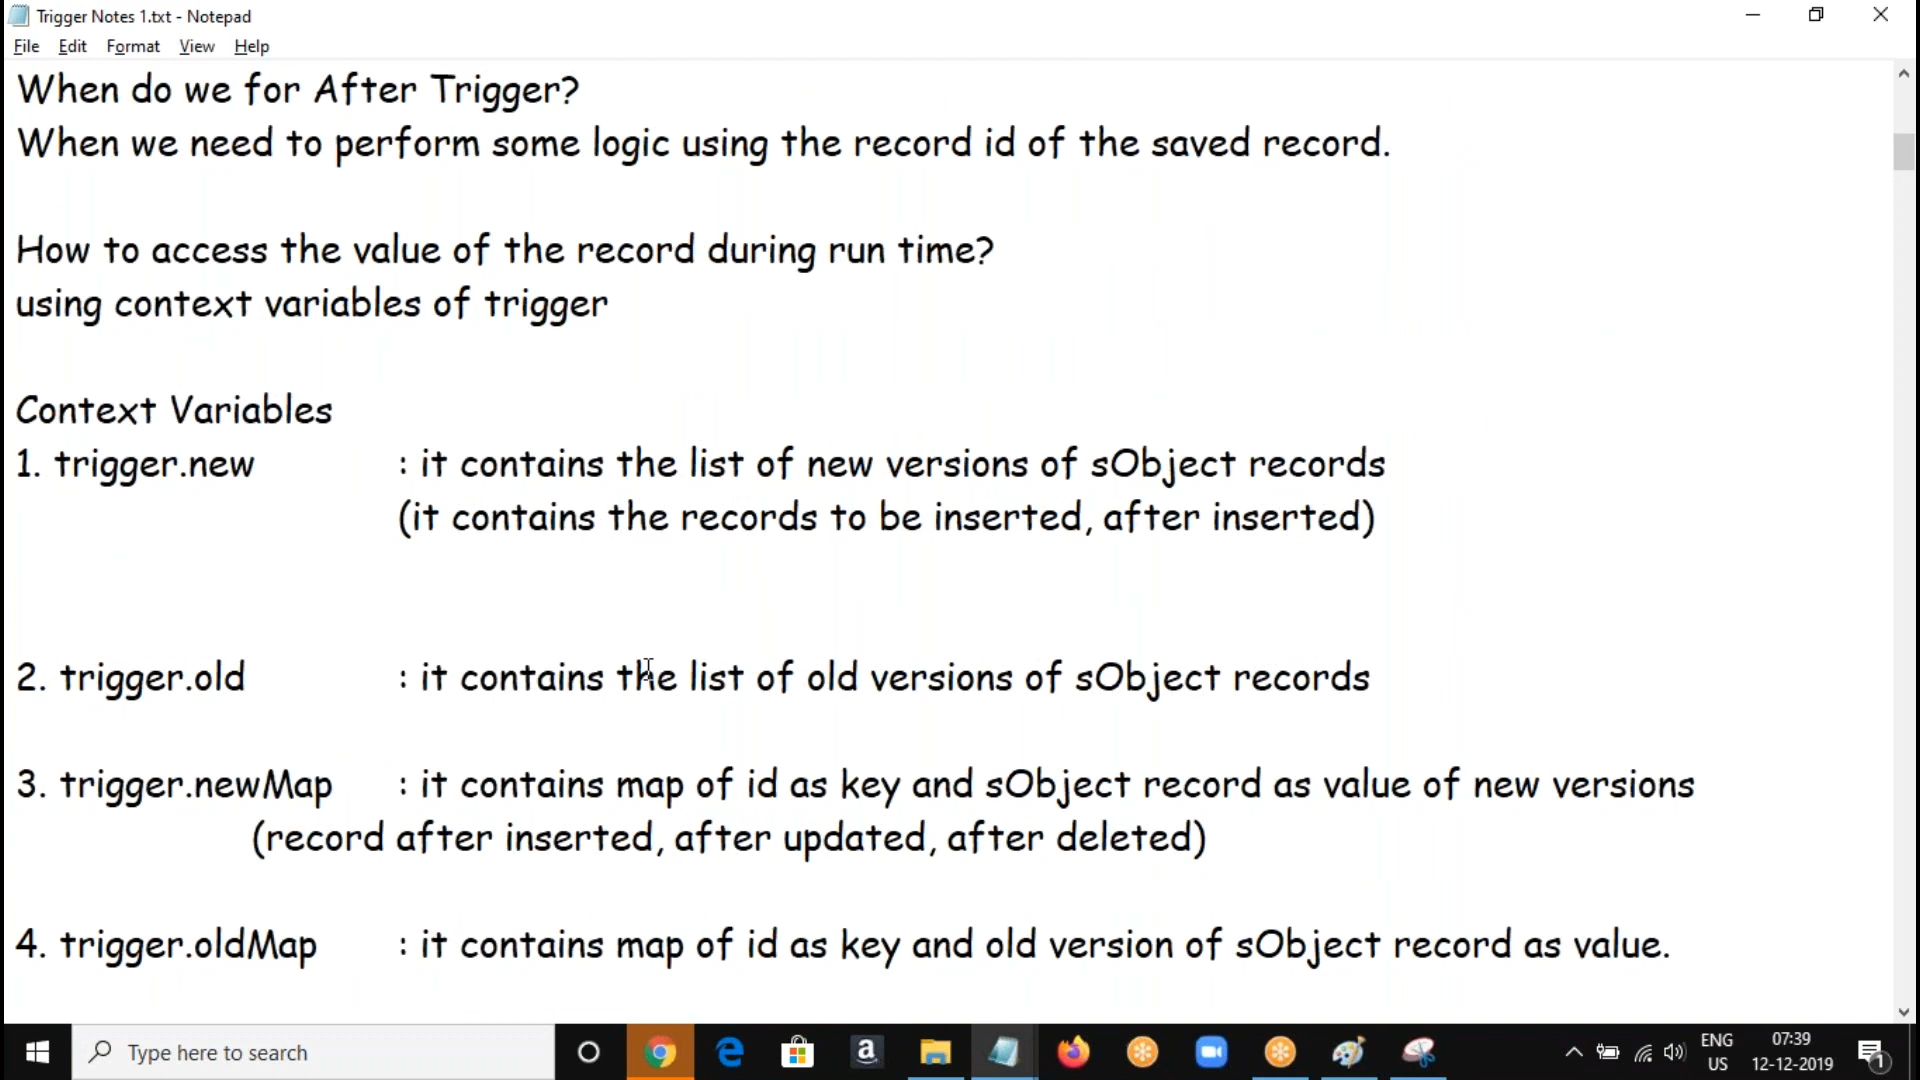 Trigger Notes 1.txt - Notepad
File Edit Format View Help
When do we for After Trigger?
When we need to perform some logic using the record id of the saved record.
How to access the value of the record during run time?
using context variables of trigger
Context Variables
1. trigger.new : it contains the list of new versions of sObject records
(it contains the records to be inserted, after inserted)
2. trigger.old : it contains the list of old versions of sObject records
3. trigger.newMap : it contains map of id as key and sObject record as value of new versions
(record after inserted, after updated, after deleted)
4. trigger.oldMap : it contains map of id as key and old version of sObject record as value.
Type here to search
a
ENG
US
07:39
12-12-2019
1